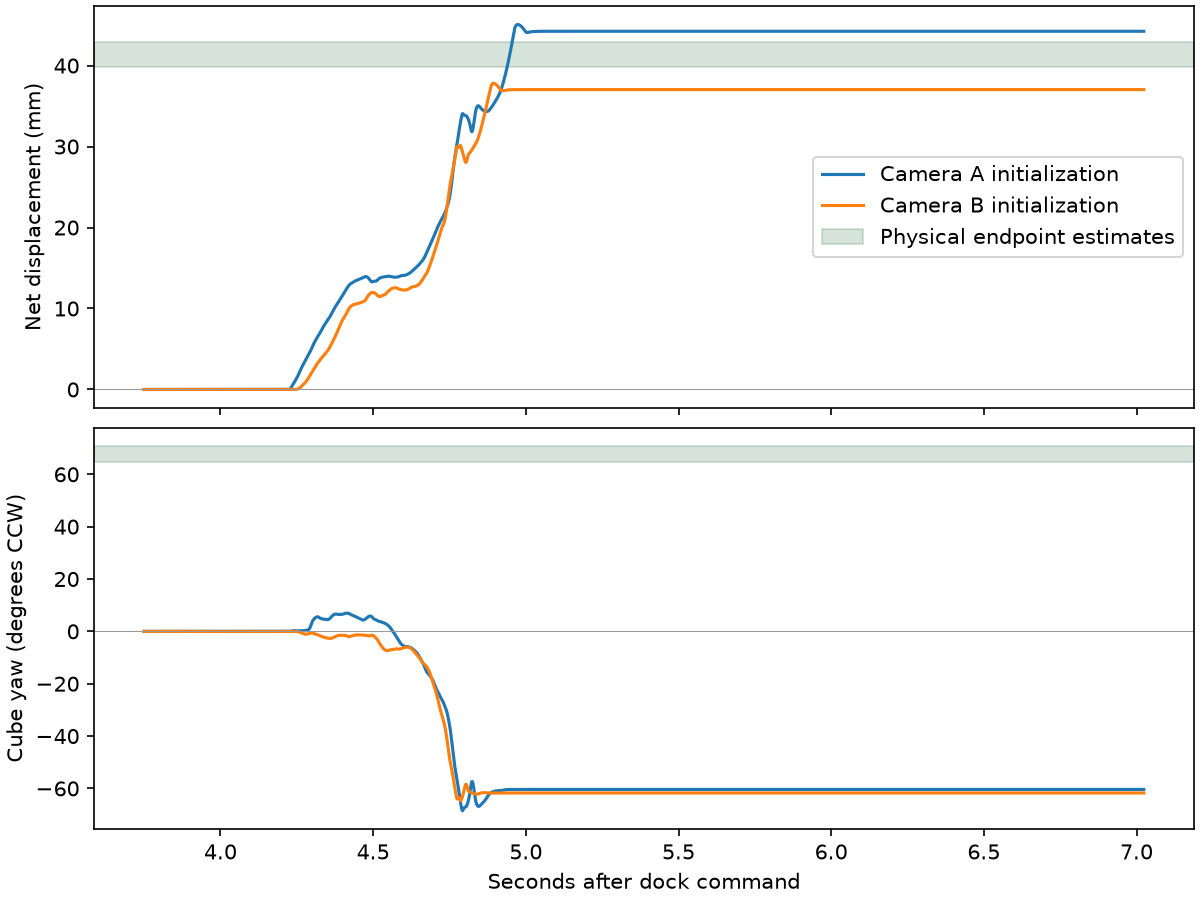 Net displacement (mm)
40
30
20
10
0
Camera A initialization
Camera B initialization
Physical endpoint estimates
Cube yaw (degrees CCW)
60
40
20
0
−20
−40
−60
4.0 4.5 5.0 5.5 6.0 6.5 7.0
Seconds after dock command